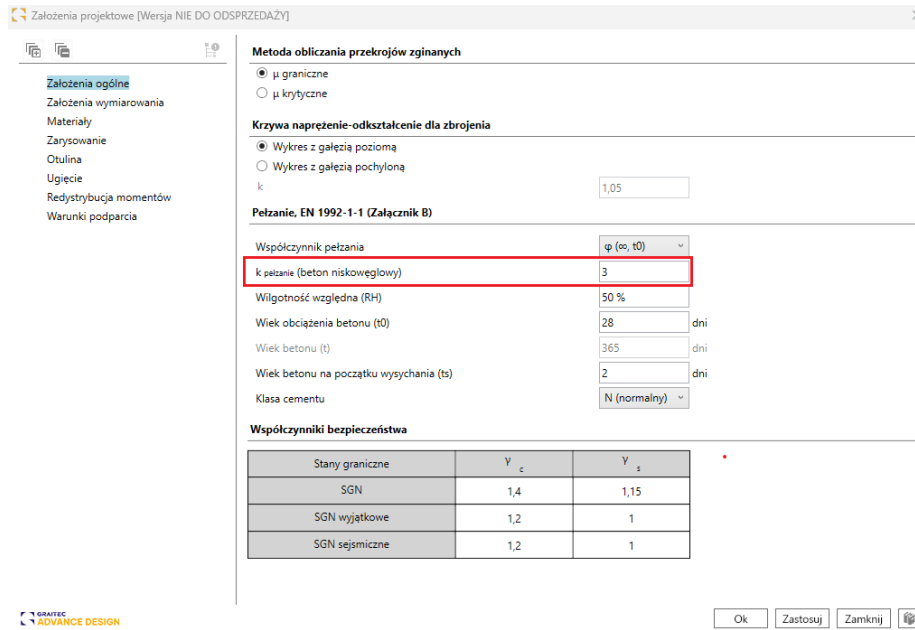 Założenia projektowe [Wersja NIE DO ODSPRZEDAŻY]
Założenia ogólne
Założenia wymiarowania
Materiały
Zarysowanie
Otulina
Ugięcie
Redystrybucja momentów
Warunki podparcia
Metoda obliczania przekrojów zginanych
μ graniczne
μ krytyczne
Krzywa naprężenie-odkształcenie dla zbrojenia
Wykres z gałęzią poziomą
Wykres z gałęzią pochyloną
k 1,05
Pełzanie, EN 1992-1-1 (Załącznik B)
Współczynnik pełzania φ (∞, t0)
k pełzanie (beton niskowęglowy) 3
Wilgotność względna (RH) 50 %
Wiek obciążenia betonu (t0) 28 dni
Wiek betonu (t) 365 dni
Wiek betonu na początku wysychania (ts) 2 dni
Klasa cementu N (normalny)
Współczynniki bezpieczeństwa
Stany graniczne γ c γ s
SGN 1,4 1,15
SGN wyjątkowe 1,2 1
SGN sejsmiczne 1,2 1
GRAITEC
ADVANCE DESIGN
Ok Zastosuj Zamknij